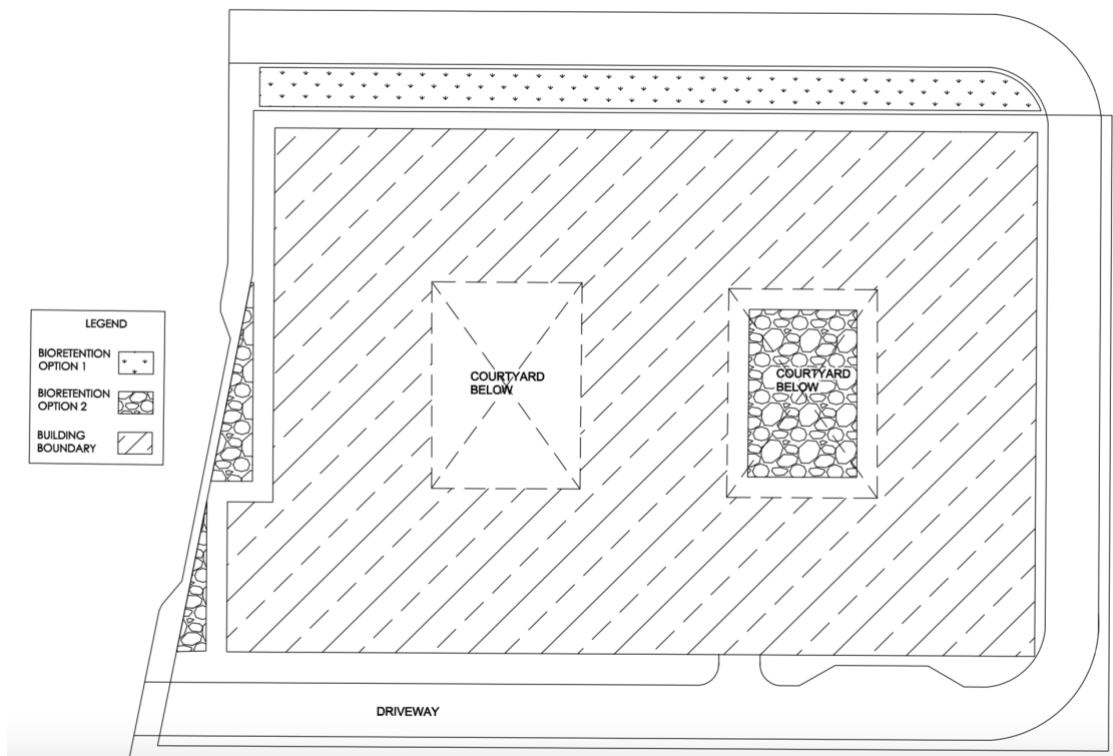 LEGEND
BIORETENTION
OPTION 1
BIORETENTION
OPTION 2
BUILDING
BOUNDARY
COURTYARD
BELOW
COURTYARD
BELOW
DRIVEWAY